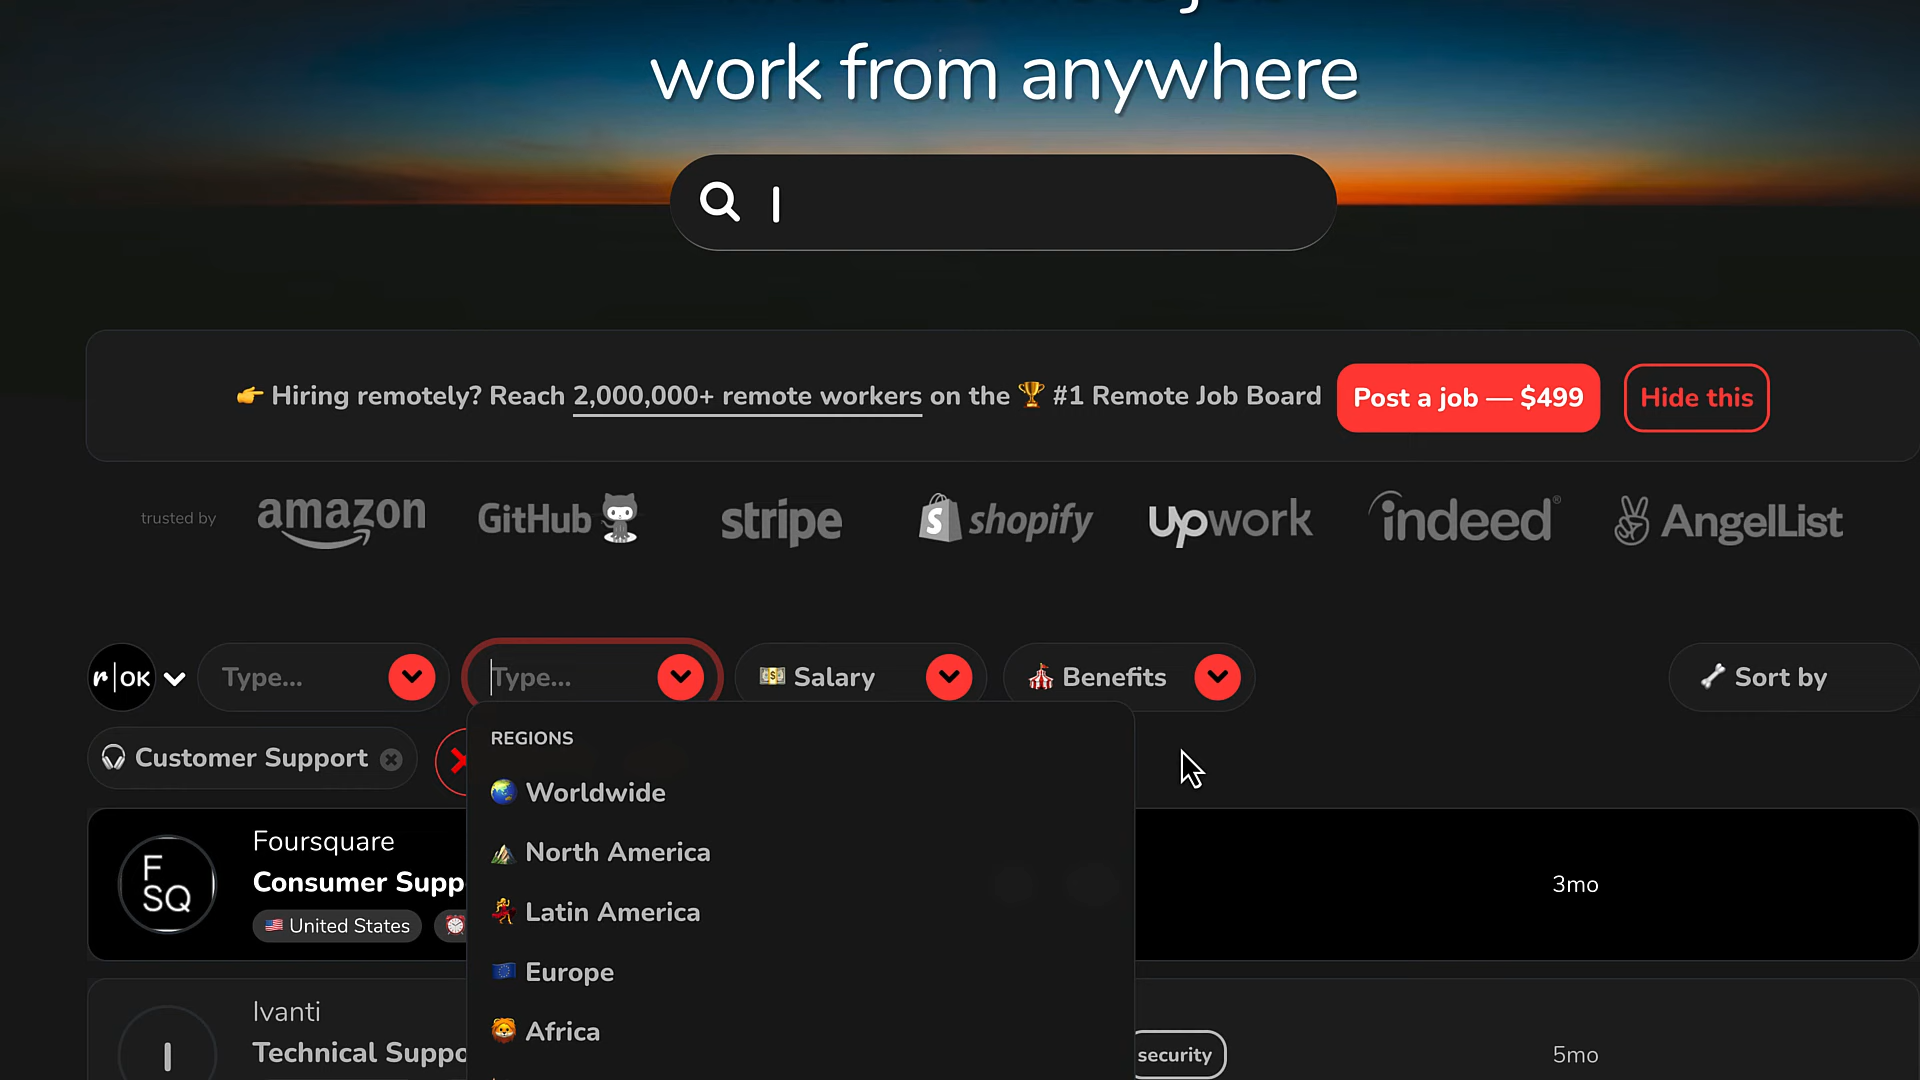 work from anywhere
👉 Hiring remotely? Reach 2,000,000+ remote workers on the 🏆 #1 Remote Job Board
Post a job — $499
Hide this
trusted by
amazon
GitHub
stripe
shopify
upwork
indeed
AngelList
r|OK
Type...
Type...
💵 Salary
🎪 Benefits
🦴 Sort by
🎧 Customer Support
REGIONS
🌏 Worldwide
⛰️ North America
💃 Latin America
🇪🇺 Europe
🦁 Africa
F
SQ
Foursquare
Consumer Supp
🇺🇸 United States
3mo
I
Ivanti
Technical Suppo
security
5mo